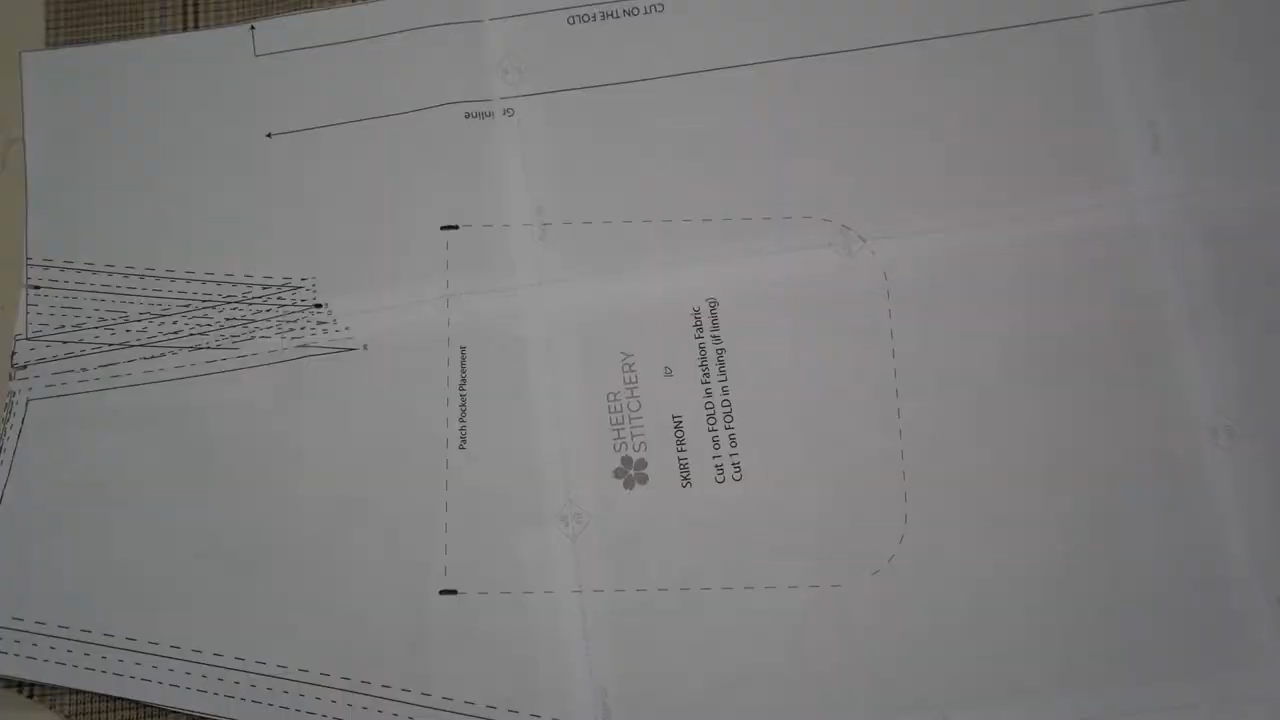 CUT ON THE FOLD
Gr inline
Patch Pocket Placement
SHEER
STITCHERY
10
SKIRT FRONT
Cut 1 on FOLD in Fashion Fabric
Cut 1 on FOLD in Lining (if lining)